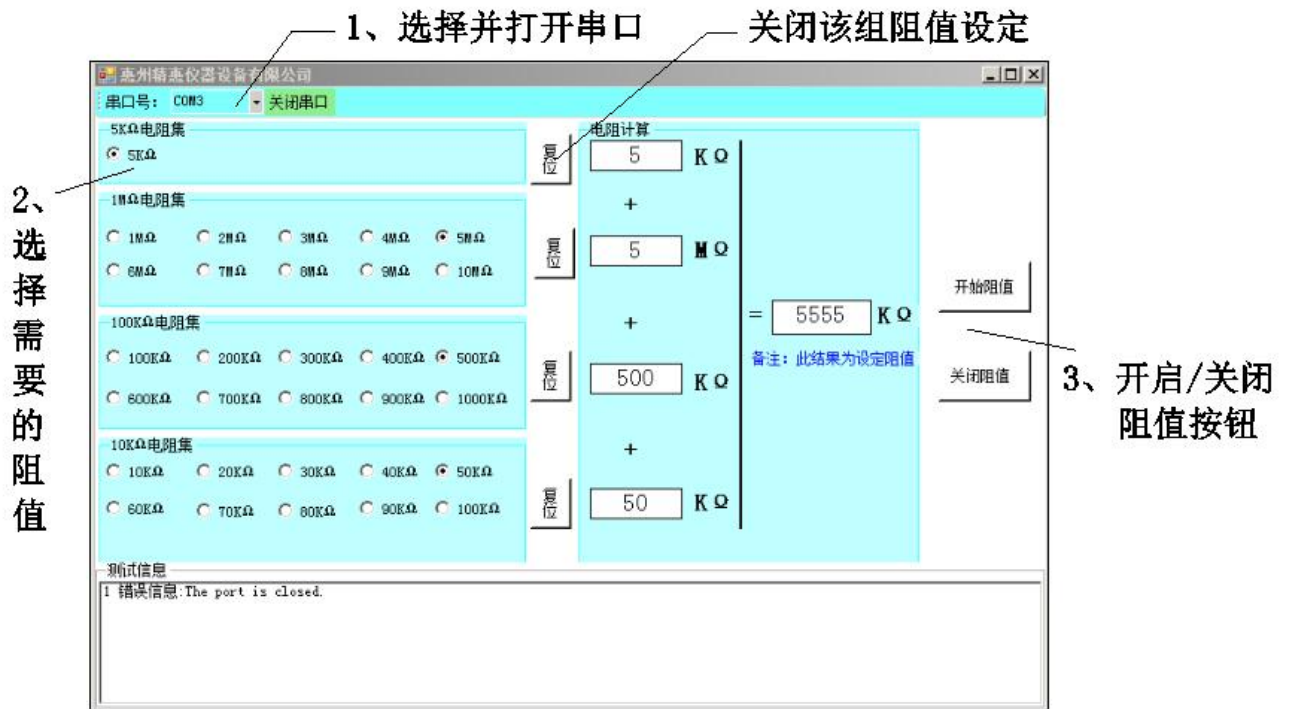 1、选择并打开串口
关闭该组阻值设定
惠州精惠仪器设备有限公司
串口号: COM3 关闭串口
5KΩ电阻集
5KΩ
复位
1MΩ电阻集
1MΩ 2MΩ 3MΩ 4MΩ 5MΩ
6MΩ 7MΩ 8MΩ 9MΩ 10MΩ
复位
100KΩ电阻集
100KΩ 200KΩ 300KΩ 400KΩ 500KΩ
600KΩ 700KΩ 800KΩ 900KΩ 1000KΩ
复位
10KΩ电阻集
10KΩ 20KΩ 30KΩ 40KΩ 50KΩ
60KΩ 70KΩ 80KΩ 90KΩ 100KΩ
复位
电阻计算
5 KΩ
+
5 MΩ
+
500 KΩ
+
50 KΩ
= 5555 KΩ
备注: 此结果为设定阻值
开始阻值
关闭阻值
测试信息
1 错误信息:The port is closed.
2、
选
择
需
要
的
阻
值
3、开启/关闭
阻值按钮